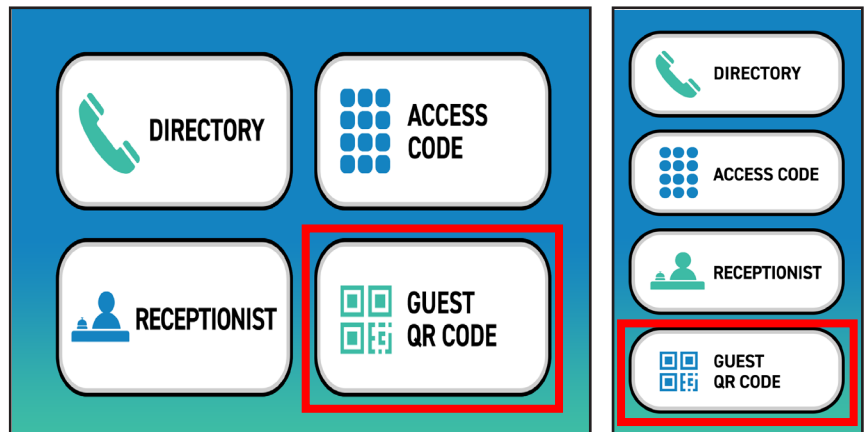 DIRECTORY
ACCESS
CODE
RECEPTIONIST
GUEST
QR CODE
DIRECTORY
ACCESS CODE
RECEPTIONIST
GUEST
QR CODE